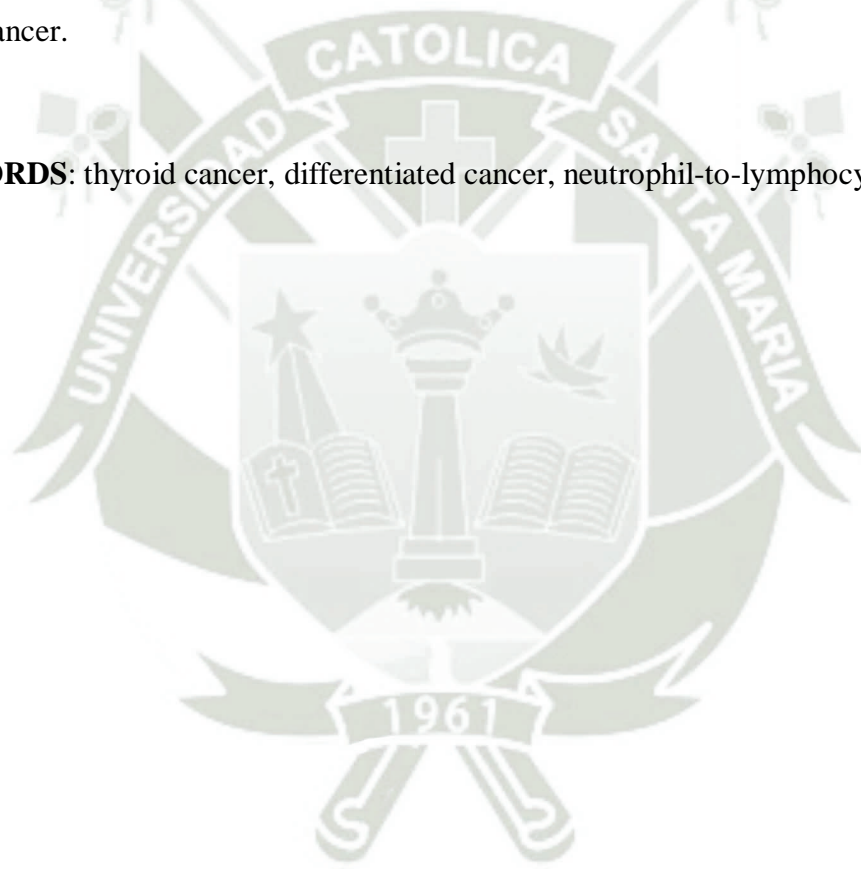 ancer.
UNIVERSIDAD CATOLICA SANTA MARIA
ORDS: thyroid cancer, differentiated cancer, neutrophil-to-lymphocy
1961